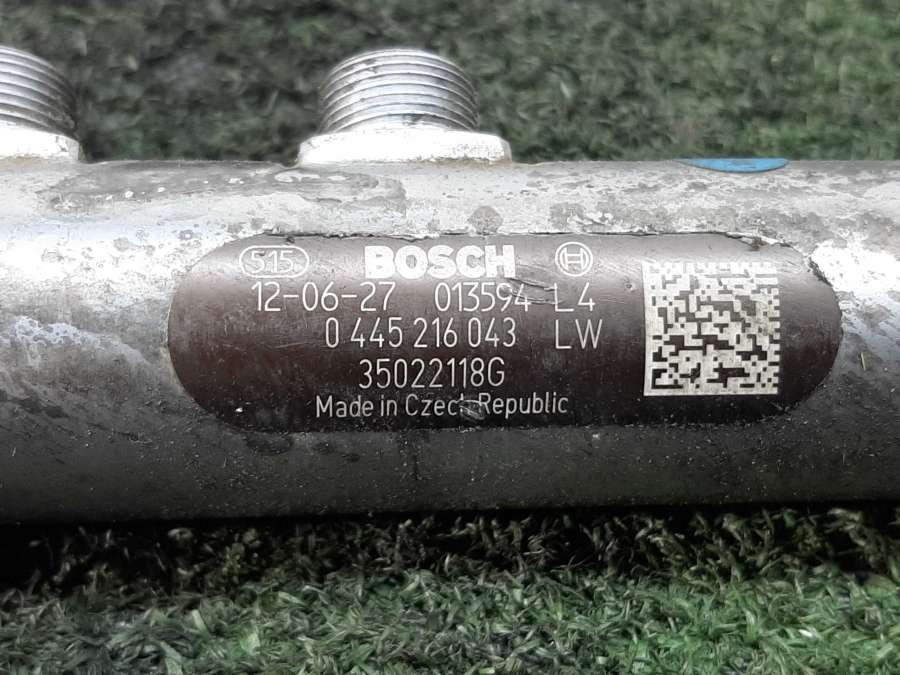 515 BOSCH
12-06-27 013594 L4
0 445 216 043 LW
35022118G
Made in Czech Republic